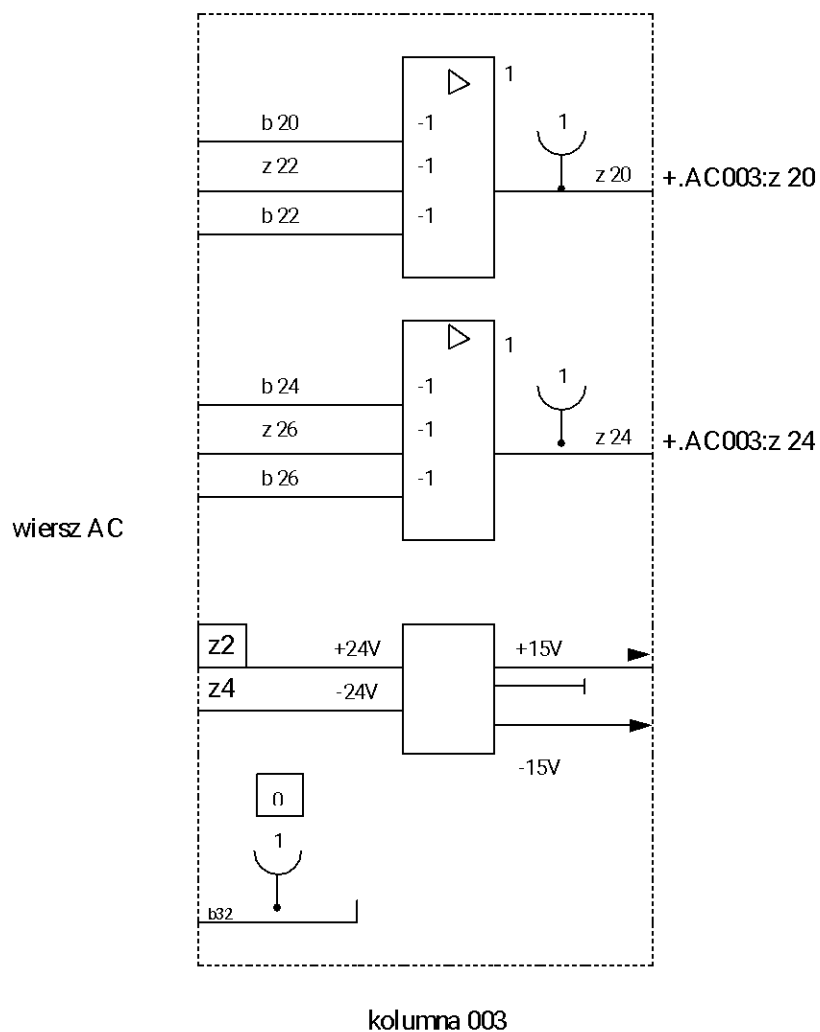 1
b 20 -1 1
z 22 -1 z 20 +.AC003:z 20
b 22 -1
1
b 24 -1 1
z 26 -1 z 24 +.AC003:z 24
b 26 -1
wiersz AC
z2 +24V +15V
z4 -24V
-15V
0
1
b32
kolumna 003